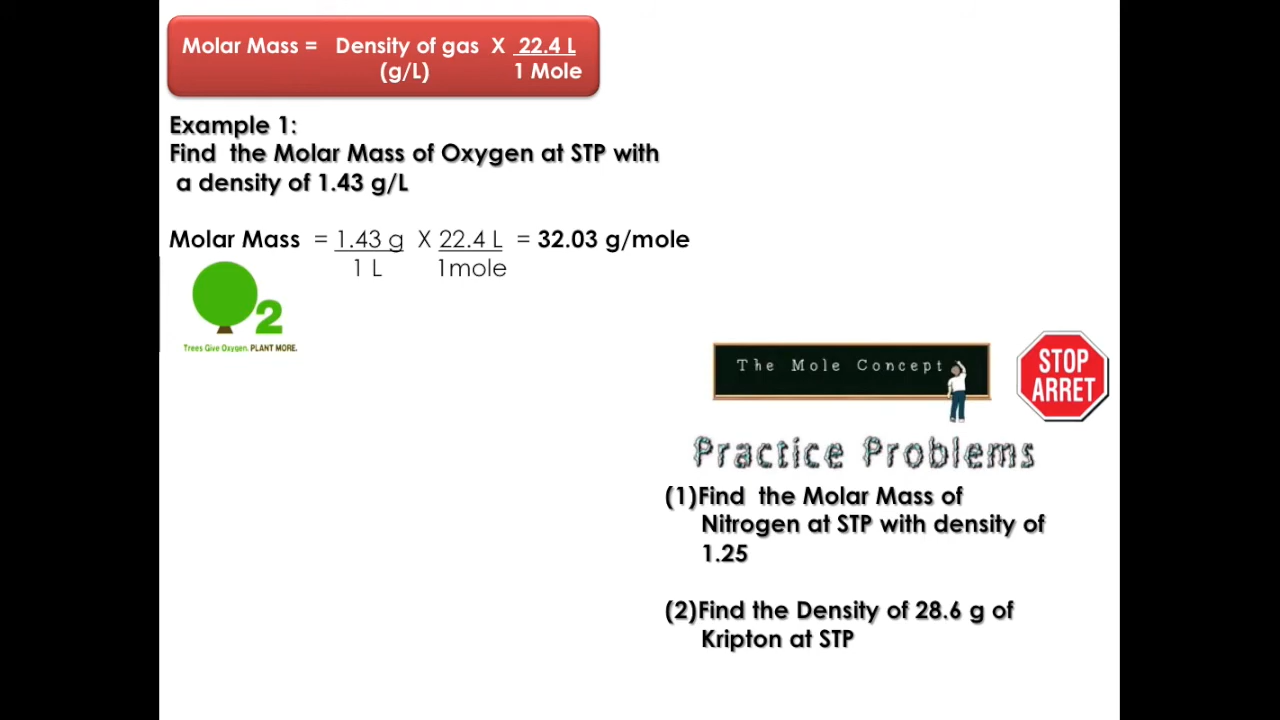 Molar Mass = Density of gas X 22.4 L
(g/L) 1 Mole
Example 1:
Find the Molar Mass of Oxygen at STP with
a density of 1.43 g/L
Molar Mass = 1.43 g X 22.4 L = 32.03 g/mole
1 L 1mole
2
Trees Give Oxygen. PLANT MORE.
The Mole Concept
STOP
ARRET
Practice Problems
(1)Find the Molar Mass of
Nitrogen at STP with density of
1.25
(2)Find the Density of 28.6 g of
Kripton at STP